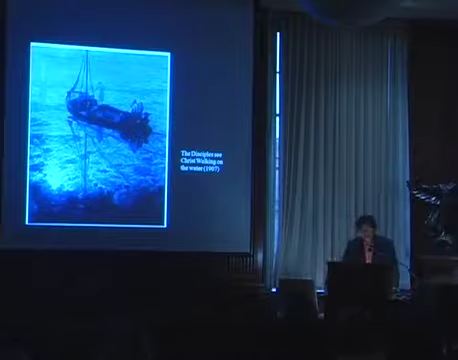 The Disciples see
Christ Walking on
the water (1907)